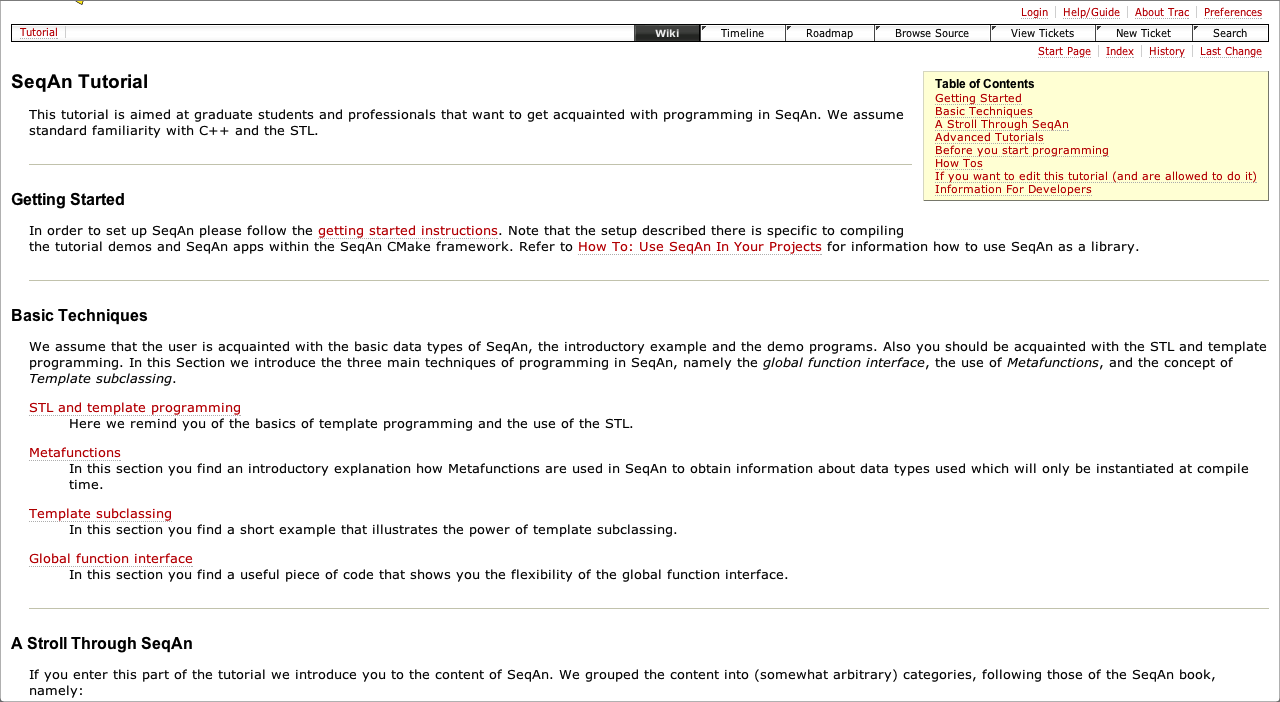 Login Help/Guide About Trac Preferences
Tutorial Wiki Timeline Roadmap Browse Source View Tickets New Ticket Search
Start Page Index History Last Change
SeqAn Tutorial
This tutorial is aimed at graduate students and professionals that want to get acquainted with programming in SeqAn. We assume
standard familiarity with C++ and the STL.
Table of Contents
Getting Started
Basic Techniques
A Stroll Through SeqAn
Advanced Tutorials
Before you start programming
How Tos
If you want to edit this tutorial (and are allowed to do it)
Information For Developers
Getting Started
In order to set up SeqAn please follow the getting started instructions. Note that the setup described there is specific to compiling
the tutorial demos and SeqAn apps within the SeqAn CMake framework. Refer to How To: Use SeqAn In Your Projects for information how to use SeqAn as a library.
Basic Techniques
We assume that the user is acquainted with the basic data types of SeqAn, the introductory example and the demo programs. Also you should be acquainted with the STL and template
programming. In this Section we introduce the three main techniques of programming in SeqAn, namely the global function interface, the use of Metafunctions, and the concept of
Template subclassing.
STL and template programming
Here we remind you of the basics of template programming and the use of the STL.
Metafunctions
In this section you find an introductory explanation how Metafunctions are used in SeqAn to obtain information about data types used which will only be instantiated at compile
time.
Template subclassing
In this section you find a short example that illustrates the power of template subclassing.
Global function interface
In this section you find a useful piece of code that shows you the flexibility of the global function interface.
A Stroll Through SeqAn
If you enter this part of the tutorial we introduce you to the content of SeqAn. We grouped the content into (somewhat arbitrary) categories, following those of the SeqAn book,
namely: